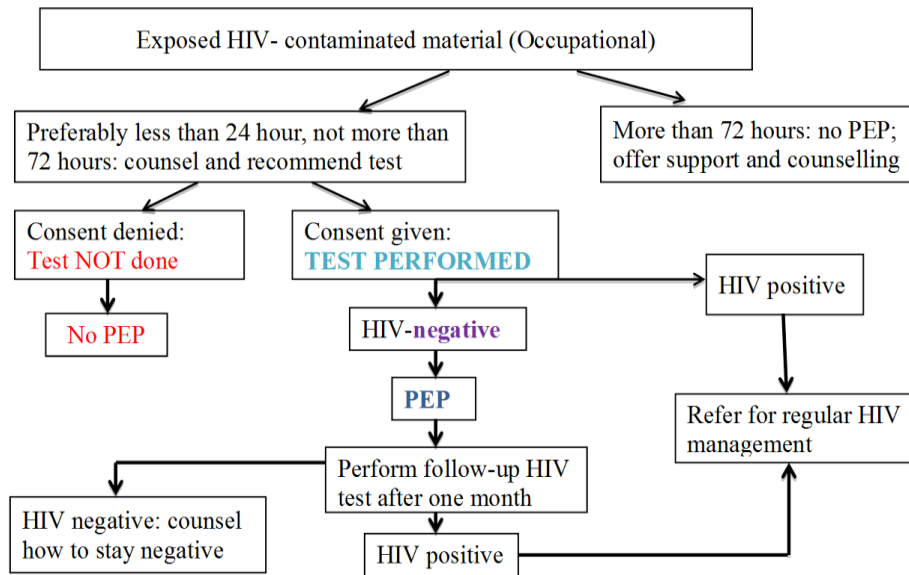 Exposed HIV- contaminated material (Occupational)
Preferably less than 24 hour, not more than
72 hours: counsel and recommend test
More than 72 hours: no PEP;
offer support and counselling
Consent denied:
Test NOT done
Consent given:
TEST PERFORMED
HIV positive
No PEP
HIV-negative
PEP
Refer for regular HIV
management
Perform follow-up HIV
test after one month
HIV negative: counsel
how to stay negative
HIV positive